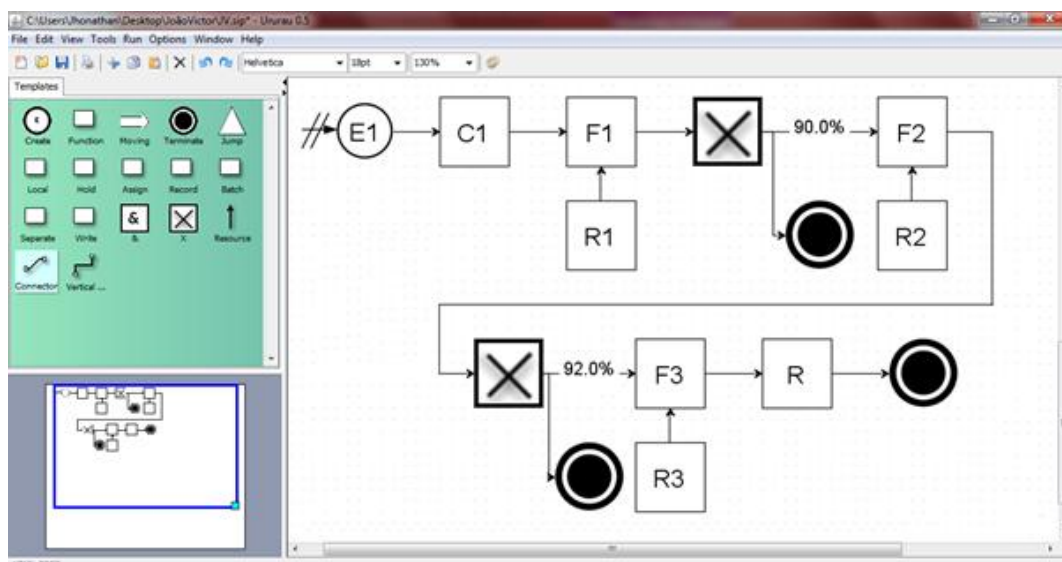 C:\Users\Jhonathan\Desktop\JoãoVictor\JV.sip* - Ururau 0.5
File Edit View Tools Run Options Window Help
Helvetica 18pt 130%
Templates
Create Function Moving Terminate Jump
Local Hold Assign Record Batch
&
Separate Write & X Resource
Connector Vertical ...
E1 C1 F1 90.0% F2
R1 R2
92.0% F3 R
R3